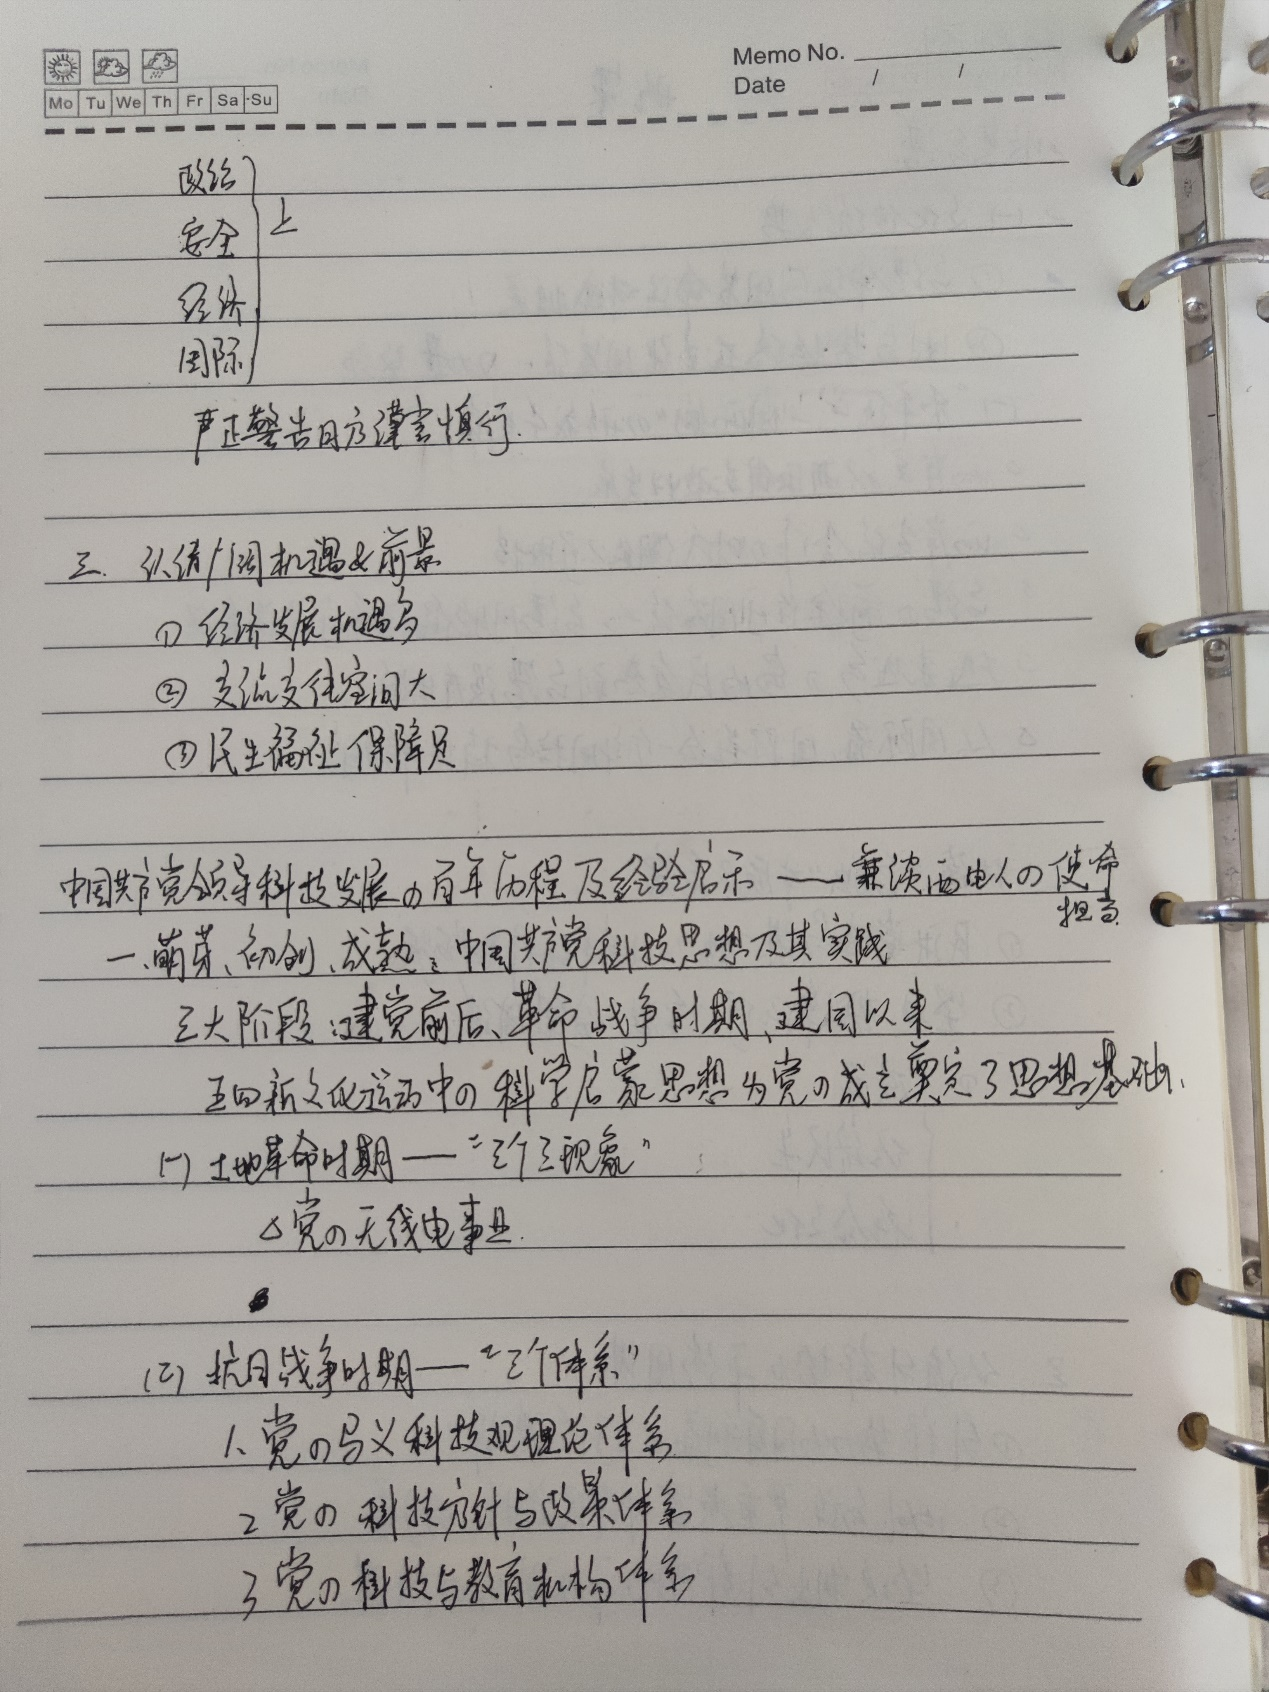 Memo No.
Date / /
Mo Tu We Th Fr Sa Su
政治
安全
经济
国际
上
严正警告日方谨言慎行.
三. 认清 机遇&前景
① 经济发展机遇多
② 交流交往空间大
③ 民生福祉保障足
中国共产党领导科技发展の百年历程及经验启示——兼谈西电人の使命
担当
一、萌芽、初创、成熟:中国共产党科技思想及其实践
三大阶段:建党前后、革命战争时期、建国以来
五四新文化运动中の科学启蒙思想为党の成立奠定了思想基础.
(一) 土地革命时期——“三个三现象”
△党の无线电事业.
(二) 抗日战争时期——“三个体系”
1、党の马义科技观理论体系
2 党の科技方针与政策体系
3 党の科技与教育机构体系